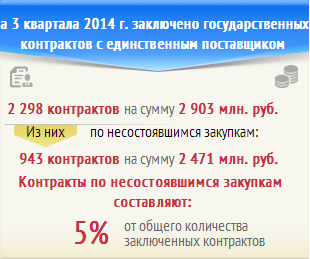 а 3 квартала 2014 г. заключено государственных
контрактов с единственным поставщиком
2 298 контрактов на сумму 2 903 млн. руб.
Из них по несостоявшимся закупкам:
943 контрактов на сумму 2 471 млн. руб.
Контракты по несостоявшимся закупкам
составляют:
5% от общего количества
заключенных контрактов